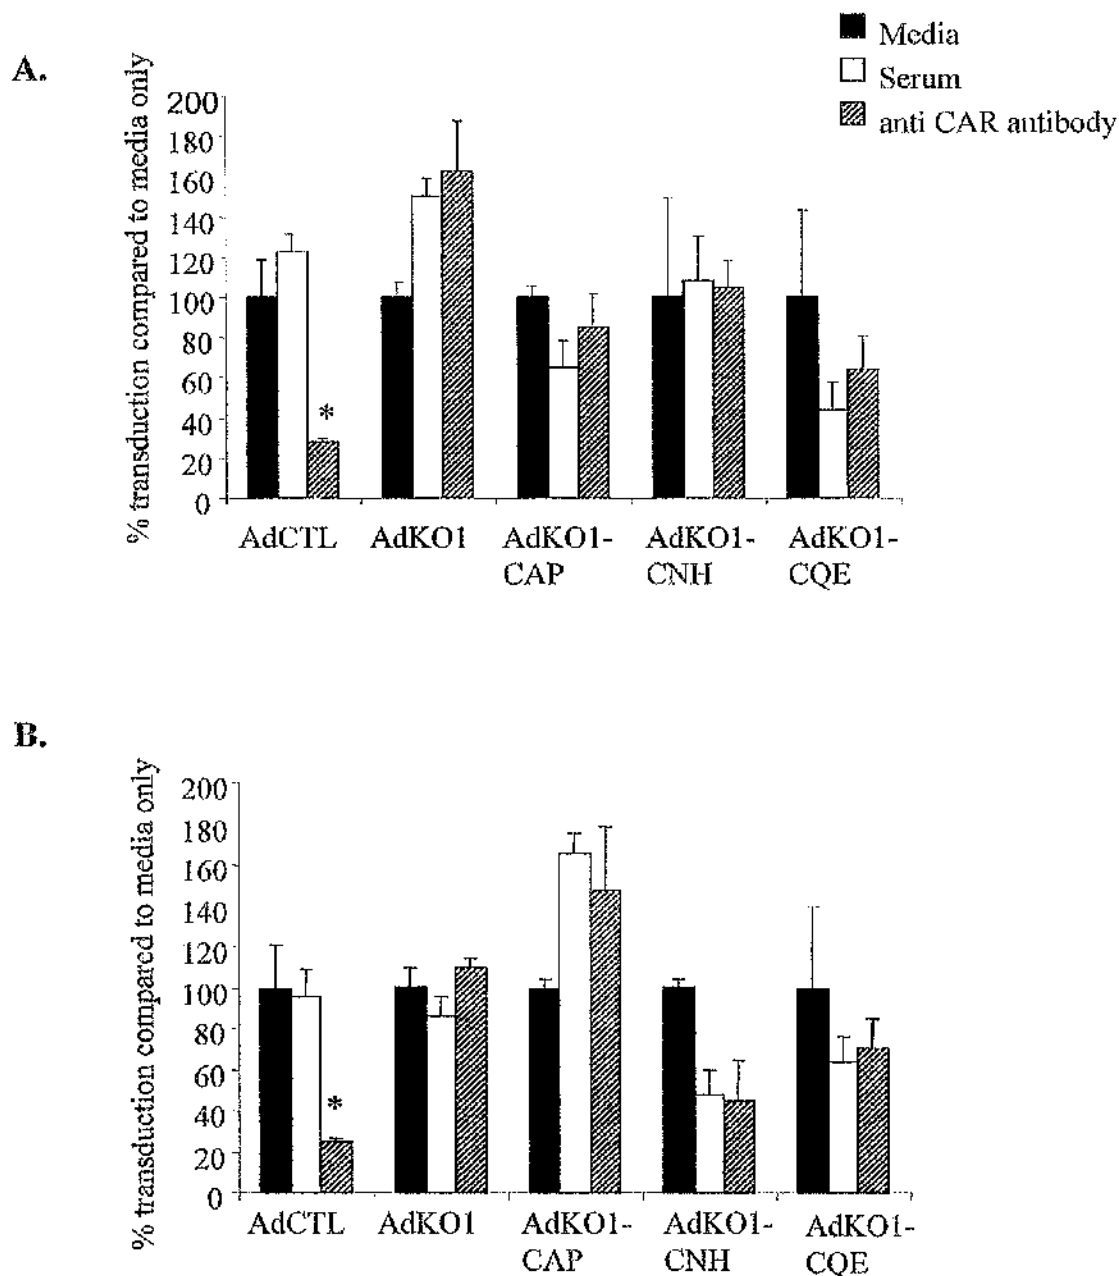 Media
Serum
anti CAR antibody
A.
% transduction compared to media only
200
180
160
140
120
100
80
60
40
20
0
*
AdCTL
AdKO1
AdKO1-
CAP
AdKO1-
CNH
AdKO1-
CQE
B.
% transduction compared to media only
200
180
160
140
120
100
80
60
40
20
0
*
AdCTL
AdKO1
AdKO1-
CAP
AdKO1-
CNH
AdKO1-
CQE